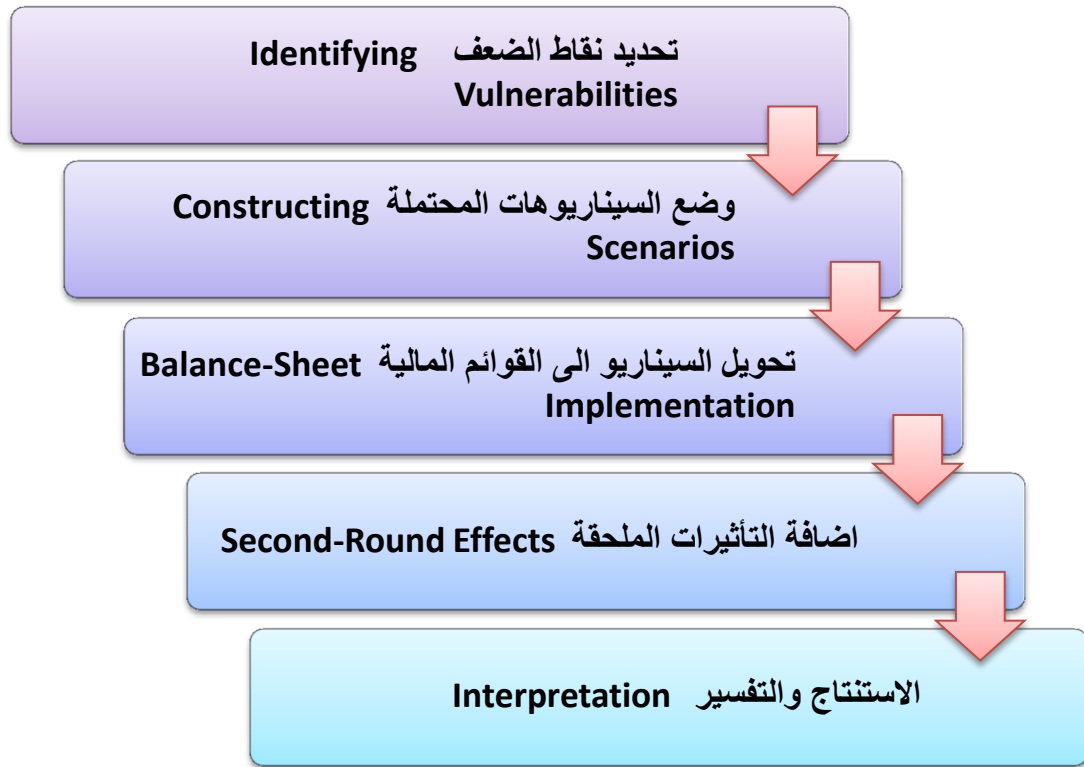 تحديد نقاط الضعف Identifying
Vulnerabilities
وضع السيناريوهات المحتملة Constructing
Scenarios
تحويل السيناريو الى القوائم المالية Balance-Sheet
Implementation
اضافة التأثيرات الملحقة Second-Round Effects
الاستنتاج والتفسير Interpretation